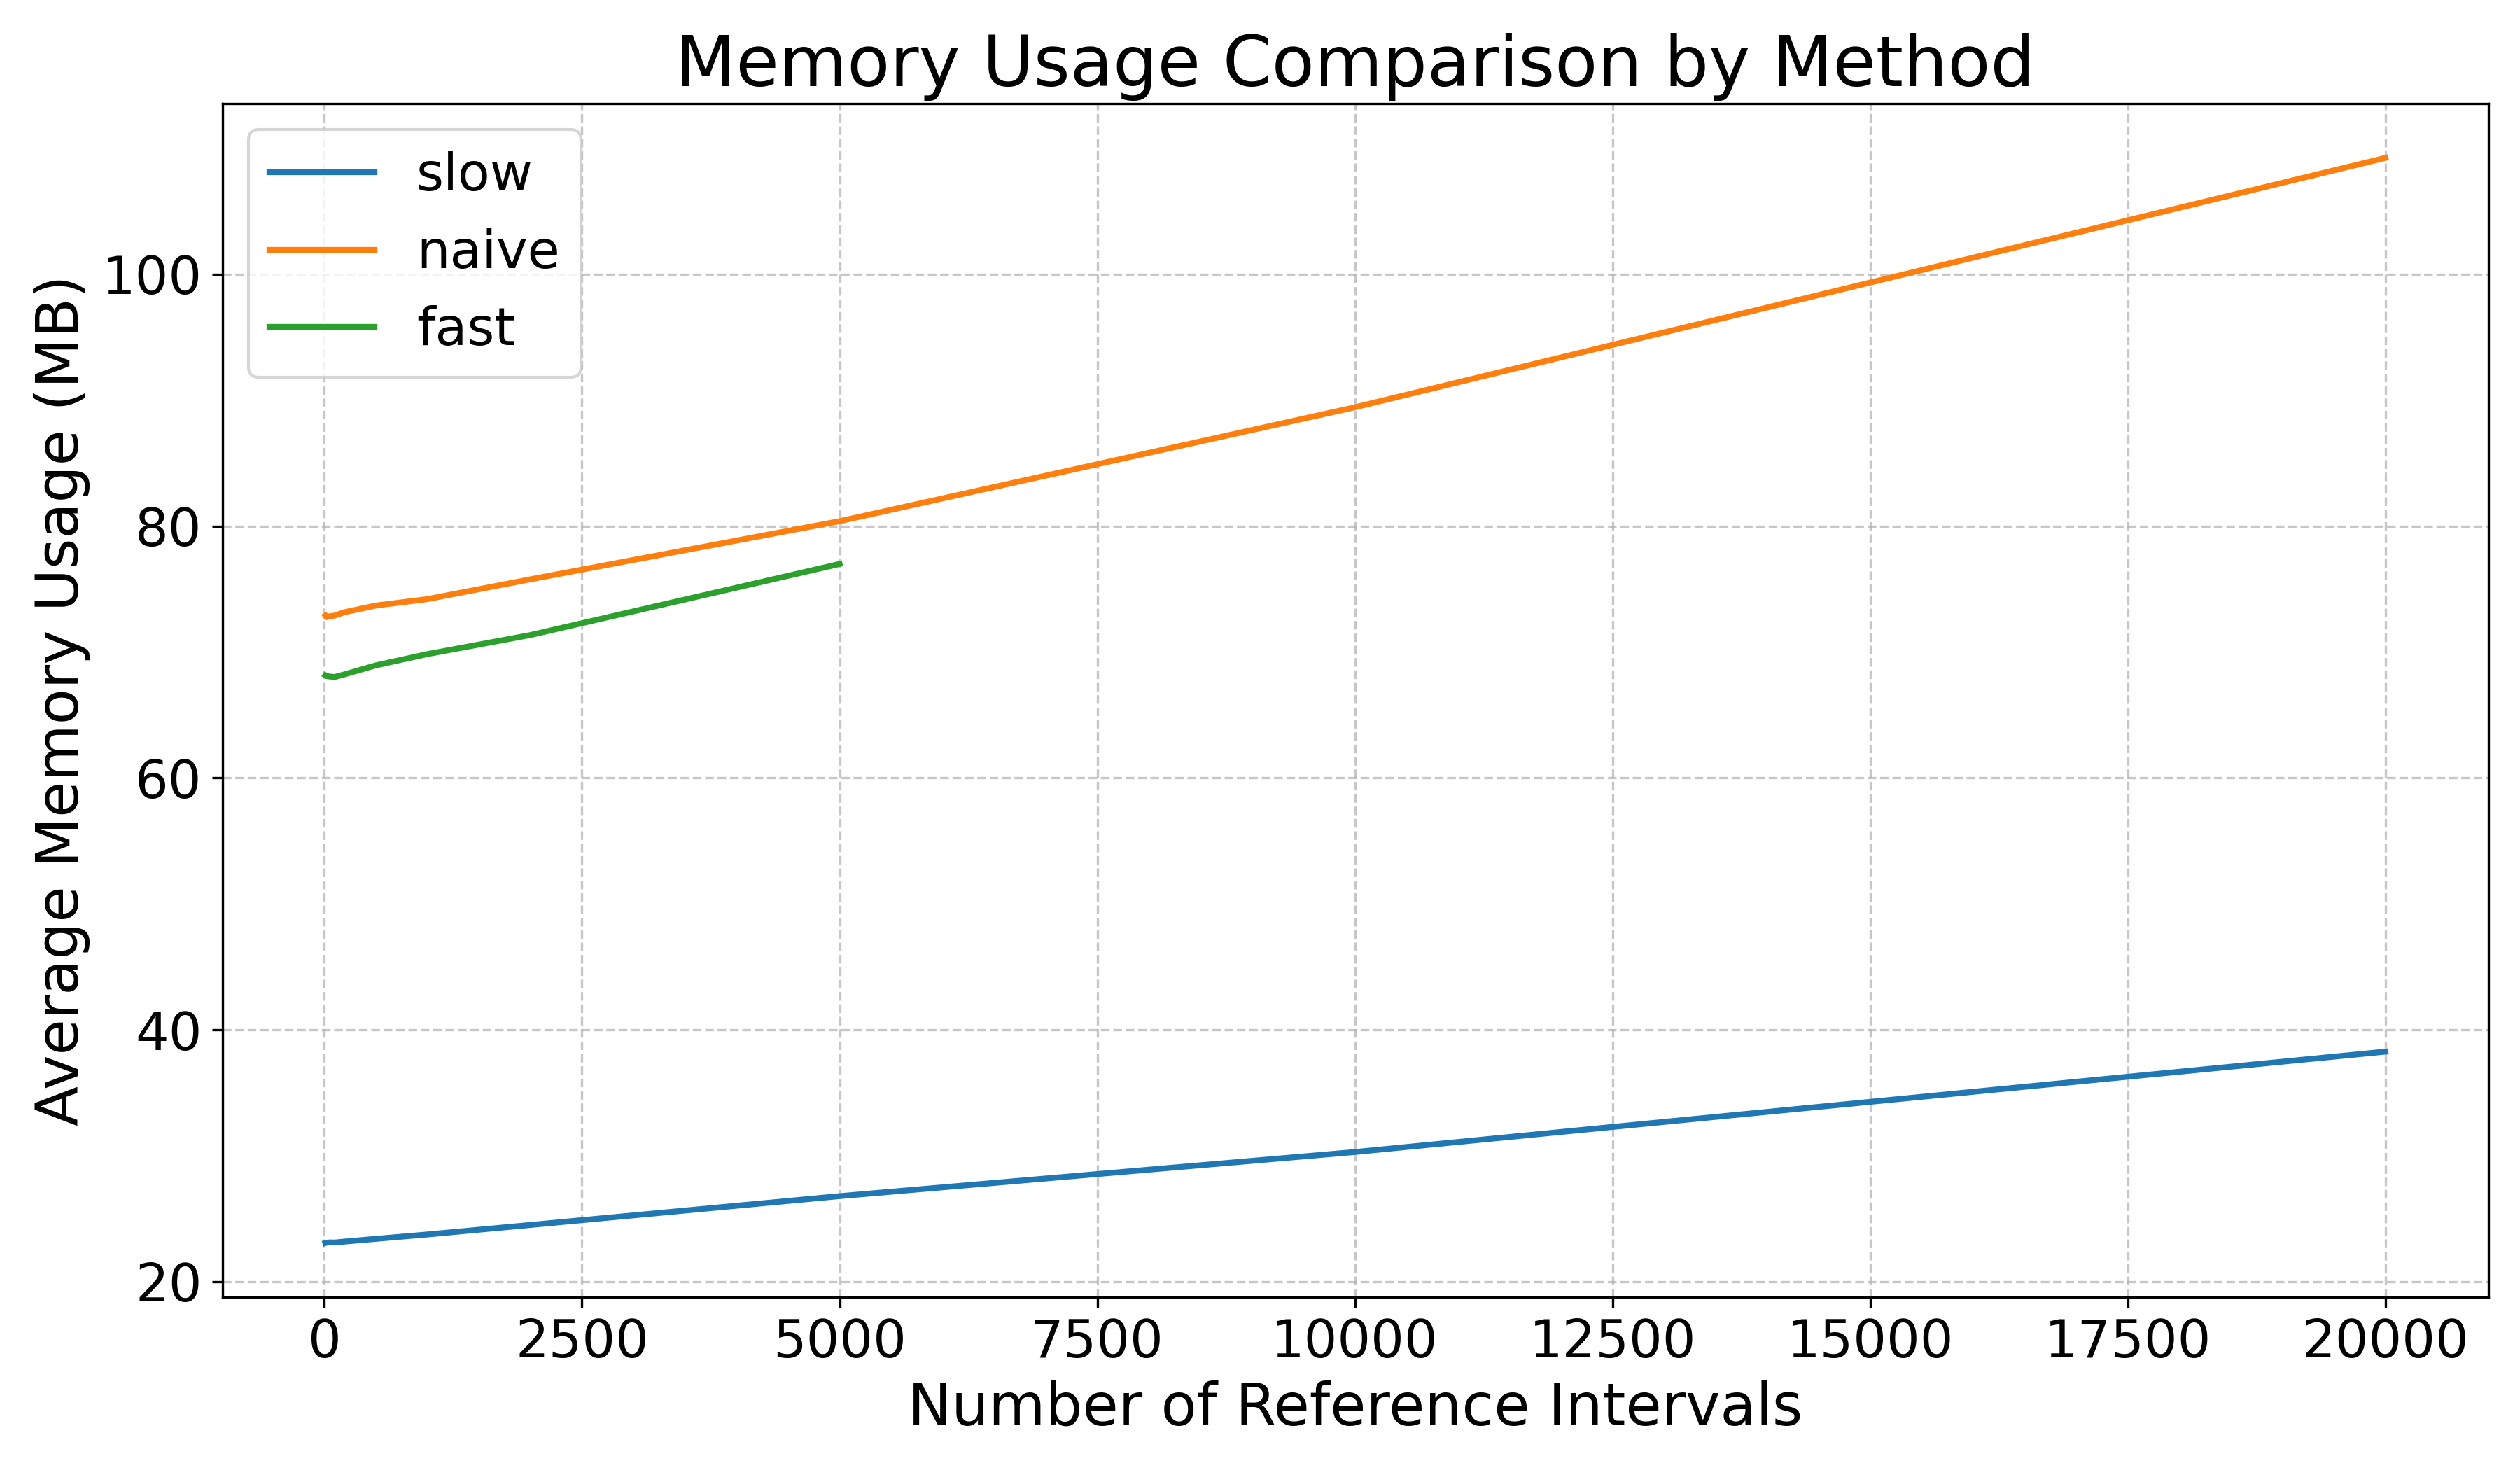 Memory Usage Comparison by Method
slow
naive
fast
Average Memory Usage (MB)
100
80
60
40
20
0 2500 5000 7500 10000 12500 15000 17500 20000
Number of Reference Intervals